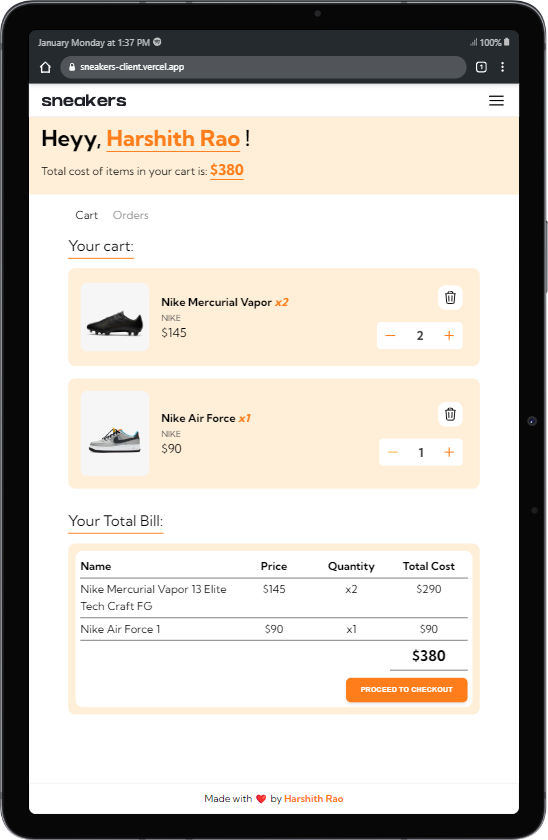 January Monday at 1:37 PM
100%
sneakers-client.vercel.app
1
sneakers
Heyy, Harshith Rao !
Total cost of items in your cart is: $380
Cart Orders
Your cart:
Nike Mercurial Vapor x2
NIKE
$145
− 2 +
Nike Air Force x1
NIKE
$90
− 1 +
Your Total Bill:
Name Price Quantity Total Cost
Nike Mercurial Vapor 13 Elite $145 x2 $290
Tech Craft FG
Nike Air Force 1 $90 x1 $90
$380
PROCEED TO CHECKOUT
Made with ❤️ by Harshith Rao